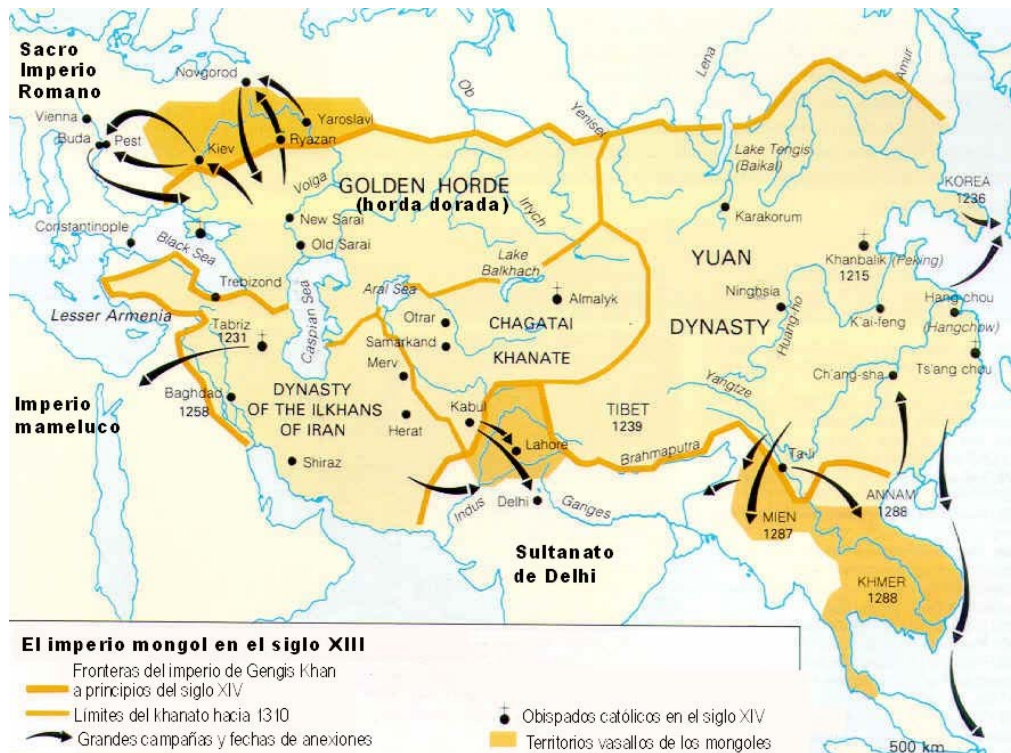 Sacro
Imperio
Romano
Novgorod
Vienna
Buda
Pest
Yaroslavi
Ryazan
Kiev
Ob
Yenisei
Lena
Amur
Lake Tengis
(Baikal)
Volga
GOLDEN HORDE
(horda dorada)
Irtych
KOREA
1236
Karakorum
New Sarai
Old Sarai
Constantinople
Black Sea
Lake
Balkhach
YUAN
Khanbalik (Peking)
1215
Trebizond
Aral Sea
Almalyk
Ninghsia
Hang-chou
(Hangchow)
Lesser Armenia
Caspian Sea
Otrar
CHAGATAI
DYNASTY
Huang-ho
K'ai-feng
Tabriz
1231
Samarkand
KHANATE
Merv
Ts'ang chou
Ch'ang-sha
Yangtze
Baghdad
1258
DYNASTY
OF THE ILKHANS
OF IRAN
Imperio
mameluco
Kabul
Herat
TIBET
1239
Lahore
Brahmaputra
Ta-li
Shiraz
Indus
Delhi
Ganges
ANNAM
1288
MIEN
1287
Sultanato
de Delhi
KHMER
1288
El imperio mongol en el siglo XIII
Fronteras del imperio de Gengis Khan
a principios del siglo XIV
Límites del khanato hacia 1310
Grandes campañas y fechas de anexiones
Obispados católicos en el siglo XIV
Territorios vasallos de los mongoles
500 km